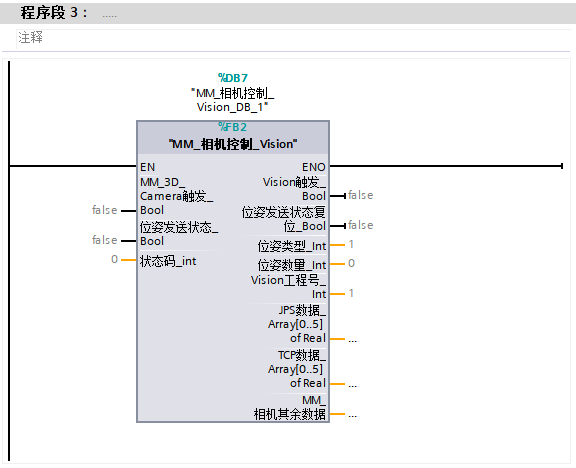 程序段 3： .....
注释
%DB7
"MM_相机控制_
Vision_DB_1"
%FB2
"MM_相机控制_Vision"
EN ENO
MM_3D_
Camera触发_
false Bool
位姿发送状态_
false Bool
0 状态码_int
Vision触发_
Bool false
位姿发送状态复
位_Bool false
位姿类型_Int 1
位姿数量_Int 0
Vision工程号_
Int 1
JPS数据_
Array[0..5]
of Real ...
TCP数据_
Array[0..5]
of Real ...
MM_
相机其余数据 ...